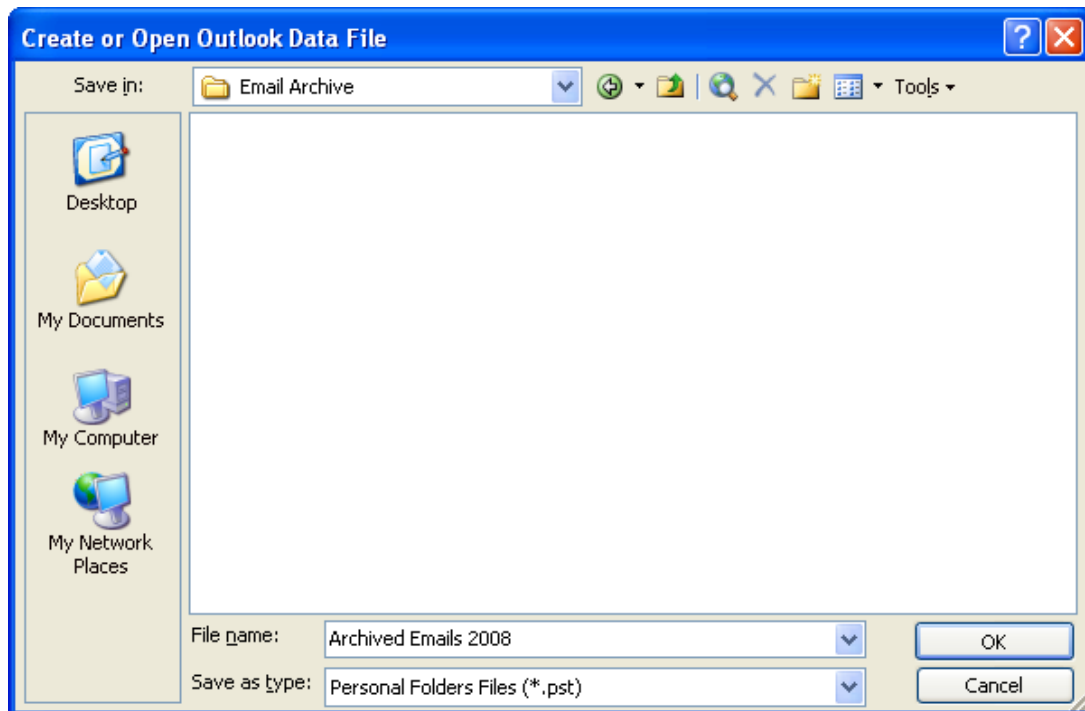 Create or Open Outlook Data File
Save in:
Email Archive
Tools
Desktop
My Documents
My Computer
My Network
Places
File name:
Archived Emails 2008
OK
Save as type:
Personal Folders Files (*.pst)
Cancel